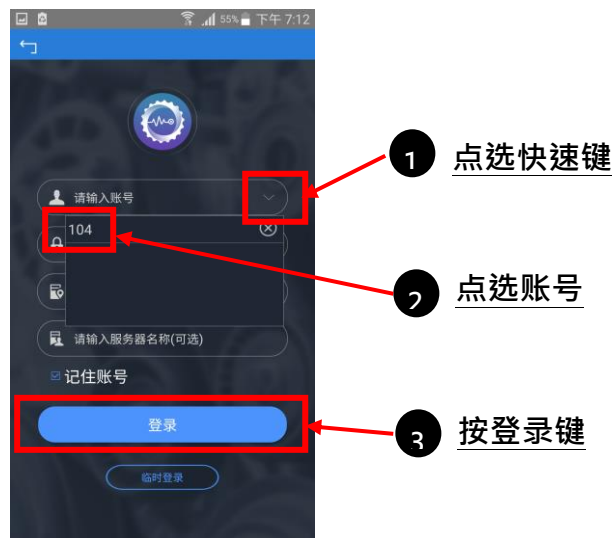 55% 下午 7:12
请输入账号
104
请输入服务器名称(可选)
记住账号
登录
临时登录
1 点选快速键
2 点选账号
3 按登录键